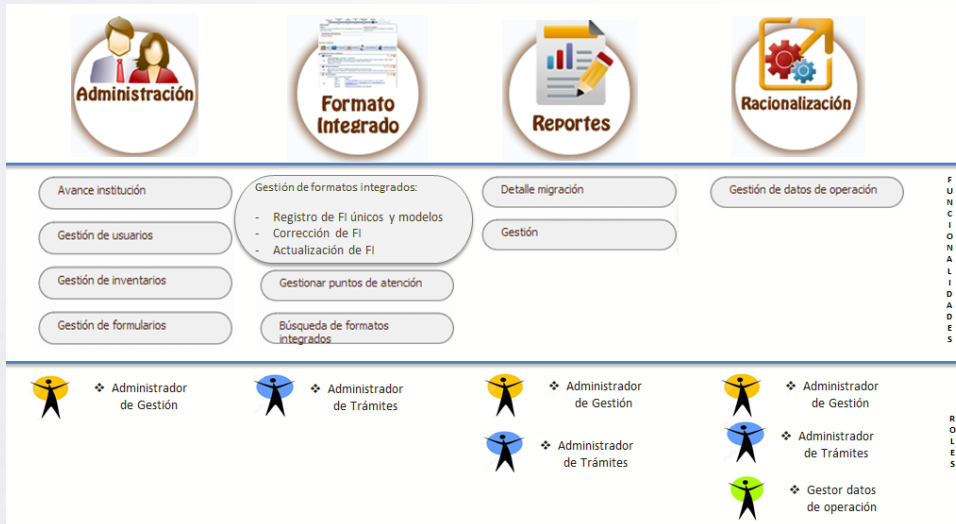 Administración
Formato
Integrado
Reportes
Racionalización
Avance institución
Gestión de usuarios
Gestión de inventarios
Gestión de formularios
Gestión de formatos integrados:
- Registro de FI únicos y modelos
- Corrección de FI
- Actualización de FI
Gestionar puntos de atención
Búsqueda de formatos
integrados
Detalle migración
Gestión
Gestión de datos de operación
FUNCIONALIDADES
❖ Administrador
de Gestión
❖ Administrador
de Trámites
❖ Administrador
de Gestión
❖ Administrador
de Trámites
❖ Administrador
de Gestión
❖ Administrador
de Trámites
❖ Gestor datos
de operación
ROLES